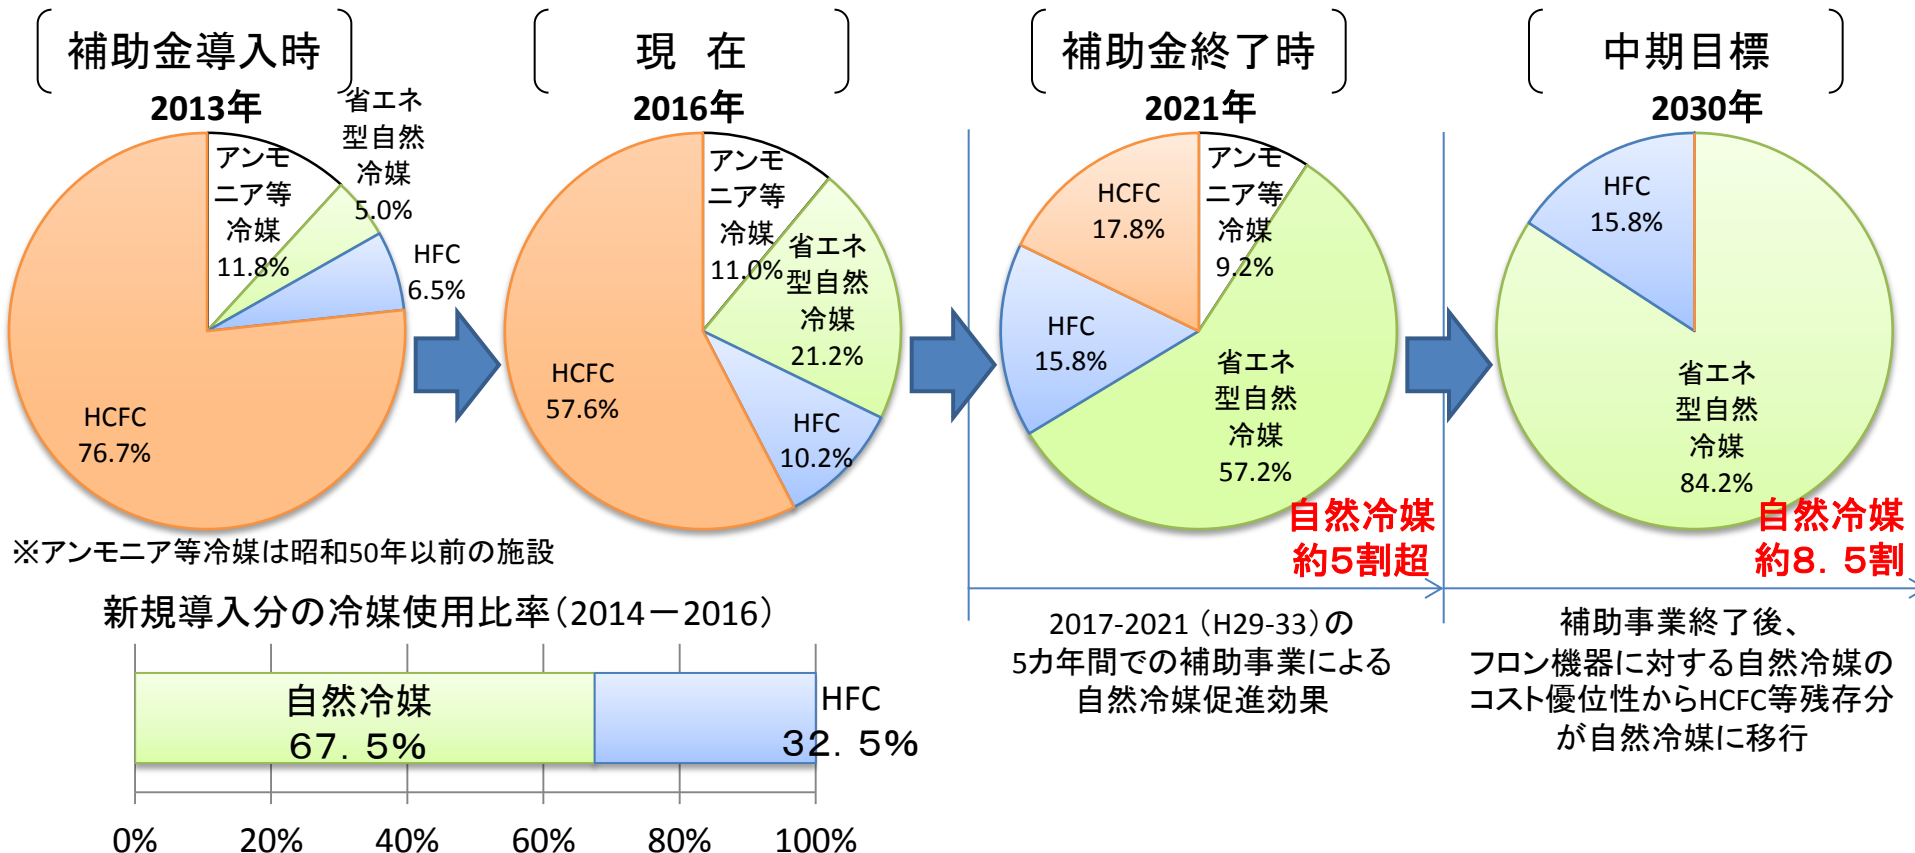 補助金導入時
2013年
アンモ
ニア等
冷媒
11.8%
省エネ
型自然
冷媒
5.0%
HFC
6.5%
HCFC
76.7%
現 在
2016年
アンモ
ニア等
冷媒
11.0%
省エネ
型自然
冷媒
21.2%
HFC
10.2%
HCFC
57.6%
補助金終了時
2021年
アンモ
ニア等
冷媒
9.2%
省エネ
型自然
冷媒
57.2%
HFC
15.8%
HCFC
17.8%
自然冷媒
約5割超
中期目標
2030年
HFC
15.8%
省エネ
型自然
冷媒
84.2%
自然冷媒
約8.5割
※アンモニア等冷媒は昭和50年以前の施設
新規導入分の冷媒使用比率(2014-2016)
自然冷媒
67.5%
HFC
32.5%
0% 20% 40% 60% 80% 100%
2017-2021(H29-33)の
5カ年間での補助事業による
自然冷媒促進効果
補助事業終了後、
フロン機器に対する自然冷媒の
コスト優位性からHCFC等残存分
が自然冷媒に移行